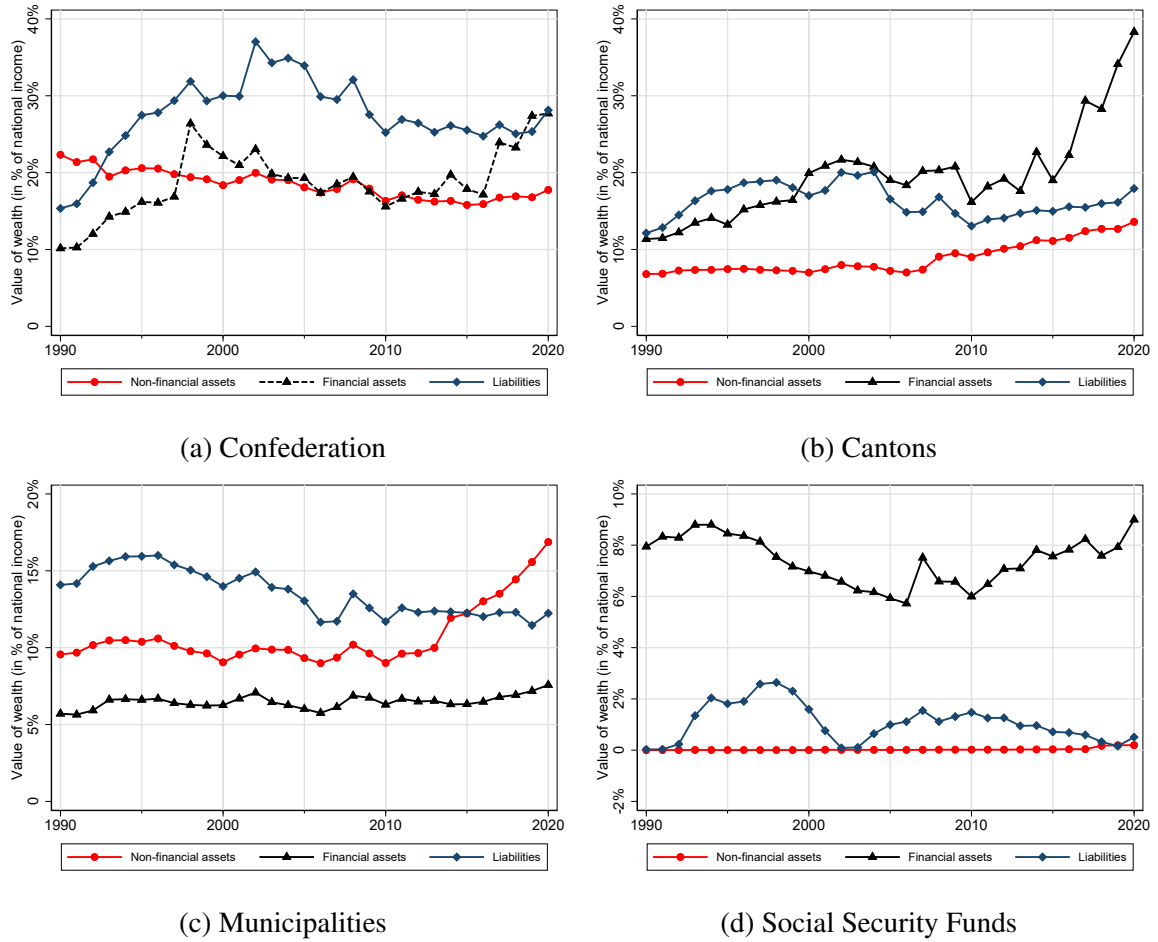 Value of wealth (in % of national income)
40%
30%
20%
10%
0
1990
2000
2010
2020
Non-financial assets
Financial assets
Liabilities
(a) Confederation
Value of wealth (in % of national income)
40%
30%
20%
10%
0
1990
2000
2010
2020
Non-financial assets
Financial assets
Liabilities
(b) Cantons
Value of wealth (in % of national income)
20%
15%
10%
5%
0
1990
2000
2010
2020
Non-financial assets
Financial assets
Liabilities
(c) Municipalities
Value of wealth (in % of national income)
10%
8%
6%
4%
2%
0
-2%
1990
2000
2010
2020
Non-financial assets
Financial assets
Liabilities
(d) Social Security Funds